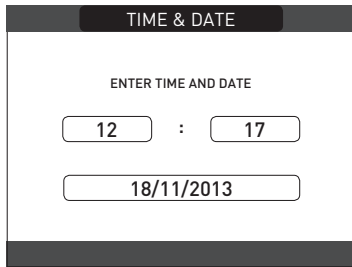 TIME & DATE
ENTER TIME AND DATE
12 : 17
18/11/2013